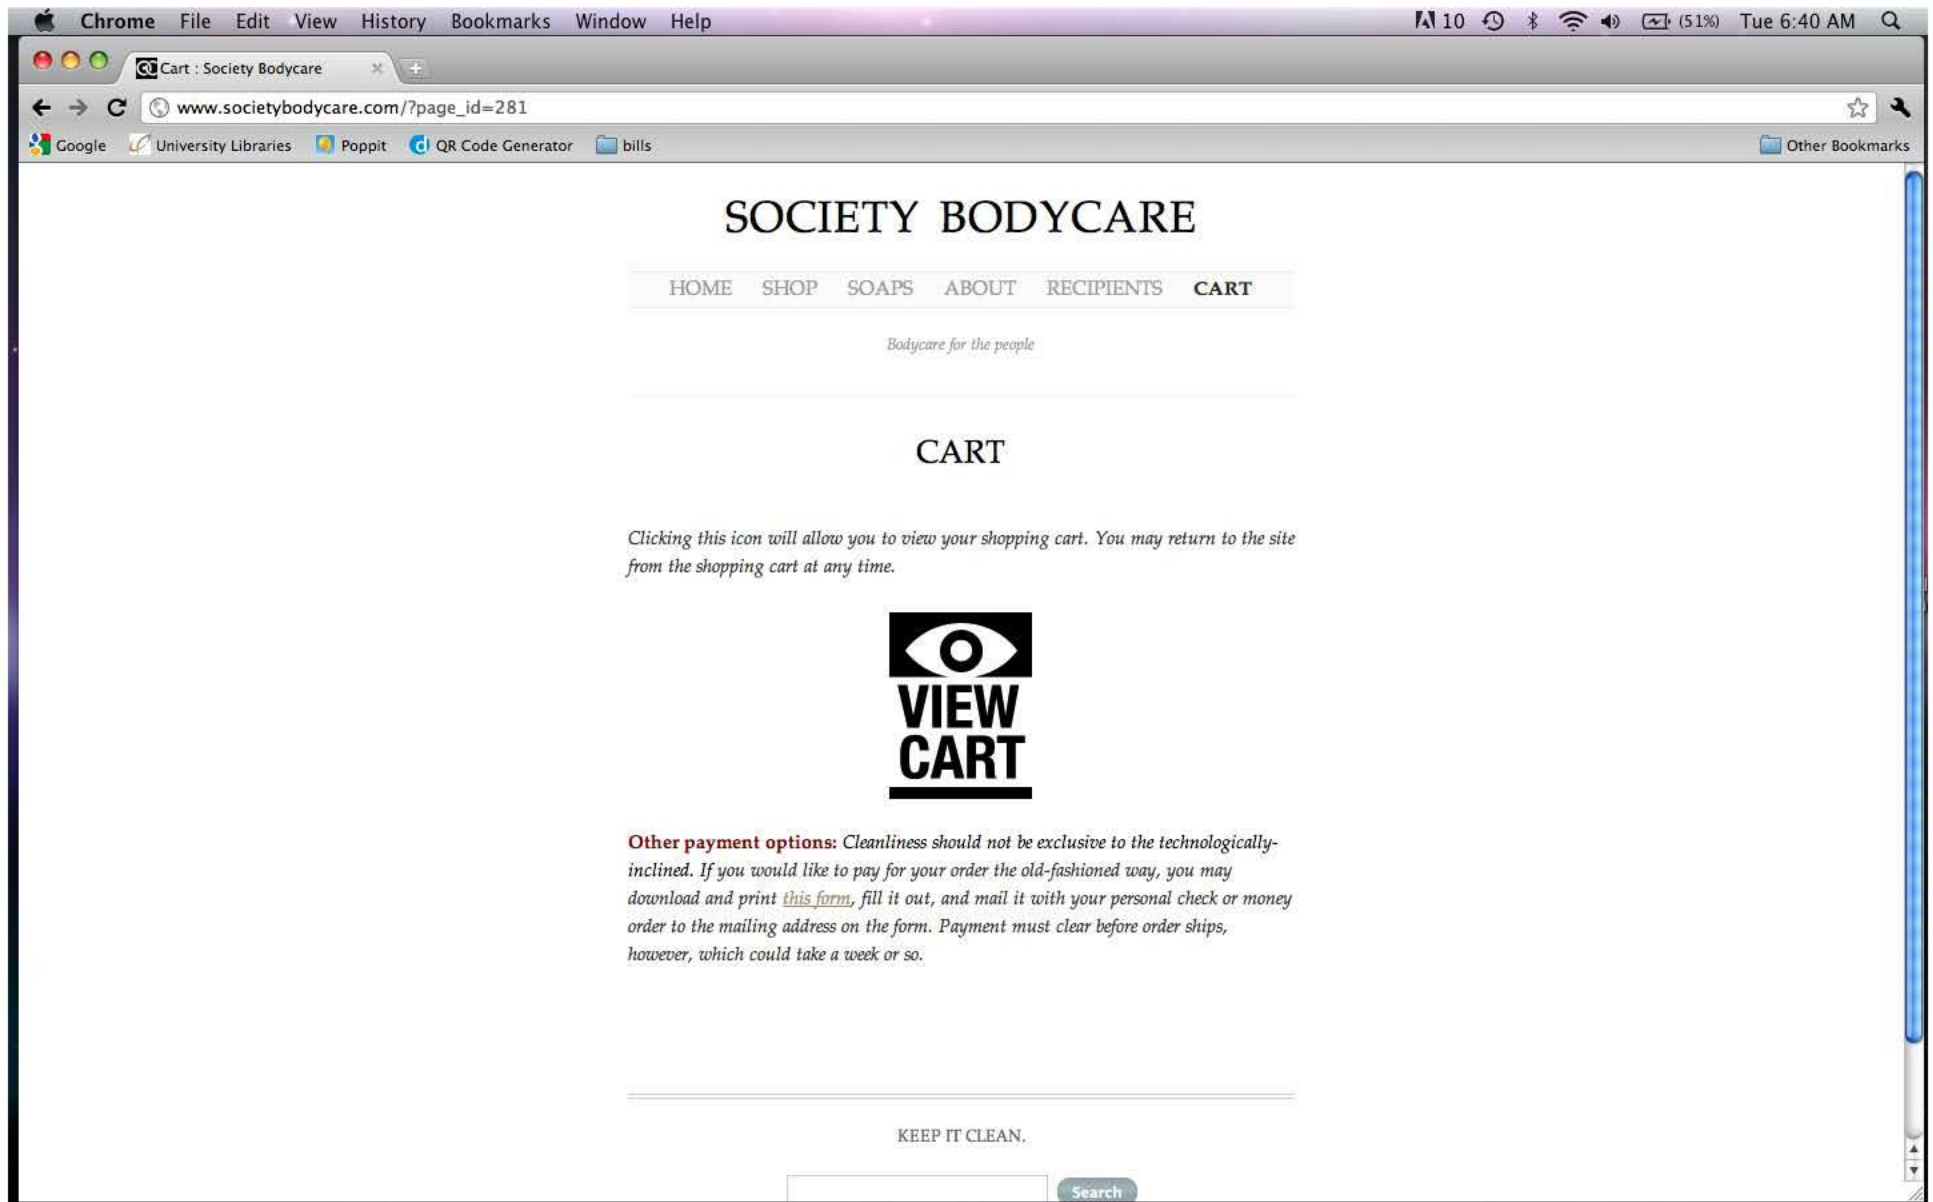 Chrome File Edit View History Bookmarks Window Help 10 (51%) Tue 6:40 AM
Cart : Society Bodycare
www.societybodycare.com/?page_id=281
Google University Libraries Poppit QR Code Generator bills Other Bookmarks
SOCIETY BODYCARE
HOME SHOP SOAPS ABOUT RECIPIENTS CART
Bodycare for the people
CART
Clicking this icon will allow you to view your shopping cart. You may return to the site
from the shopping cart at any time.
VIEW
CART
Other payment options: Cleanliness should not be exclusive to the technologically-
inclined. If you would like to pay for your order the old-fashioned way, you may
download and print this form, fill it out, and mail it with your personal check or money
order to the mailing address on the form. Payment must clear before order ships,
however, which could take a week or so.
KEEP IT CLEAN.
Search